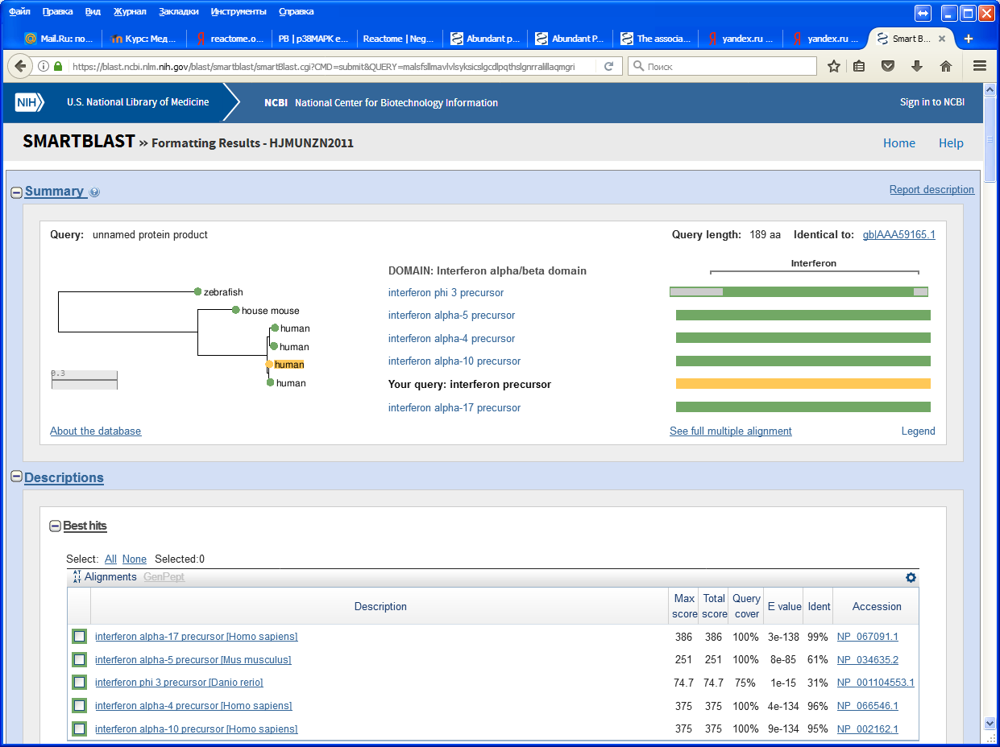 Файл Правка Вид Журнал Закладки Инструменты Справка
Mail.Ru: по... Курс: Мед... reactome.o... PB | p38MAPK e... Reactome | Neg... Abundant p... Abundant P... The associa... yandex.ru ... yandex.ru ... Smart B...
https://blast.ncbi.nlm.nih.gov/blast/smartblast/smartBlast.cgi?CMD=submit&QUERY=malsfsllmavlvlsyksicslgcdlpqthslgnrralillaqmgri Поиск
NIH U.S. National Library of Medicine NCBI National Center for Biotechnology Information Sign in to NCBI
SMARTBLAST » Formatting Results - HJMUNZN2011 Home Help
Summary Report description
Query: unnamed protein product Query length: 189 aa Identical to: gb|AAA59165.1
Interferon
DOMAIN: Interferon alpha/beta domain
zebrafish interferon phi 3 precursor
house mouse interferon alpha-5 precursor
human interferon alpha-4 precursor
human interferon alpha-10 precursor
human Your query: interferon precursor
0.3
human interferon alpha-17 precursor
About the database See full multiple alignment Legend
Descriptions
Best hits
Select: All None Selected:0
Alignments GenPept
Description Max score Total score Query cover E value Ident Accession
interferon alpha-17 precursor [Homo sapiens] 386 386 100% 3e-138 99% NP_067091.1
interferon alpha-5 precursor [Mus musculus] 251 251 100% 8e-85 61% NP_034635.2
interferon phi 3 precursor [Danio rerio] 74.7 74.7 75% 1e-15 31% NP_001104553.1
interferon alpha-4 precursor [Homo sapiens] 375 375 100% 4e-134 96% NP_066546.1
interferon alpha-10 precursor [Homo sapiens] 375 375 100% 9e-134 95% NP_002162.1